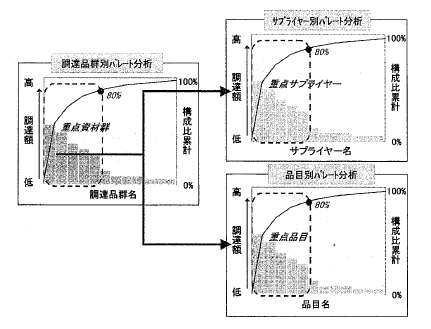 調達品群別パレート分析
高
調達額
低
100%
80%
0%
構成比累計
重点資材群
調達品群名
サプライヤー別パレート分析
高
調達額
低
100%
80%
0%
構成比累計
重点サプライヤー
サプライヤー名
品目別パレート分析
高
調達額
低
100%
80%
0%
構成比累計
重点品目
品目名